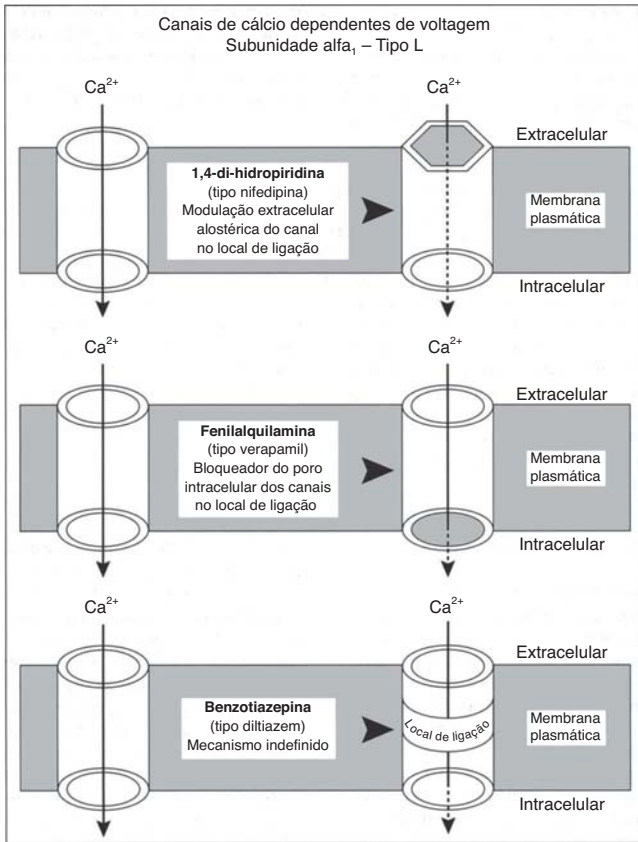 Canais de cálcio dependentes de voltagem
Subunidade alfa₁ – Tipo L
Ca²⁺
Ca²⁺
Extracelular
1,4-di-hidropiridina
(tipo nifedipina)
Modulação extracelular
alostérica do canal
no local de ligação
Membrana
plasmática
Intracelular
Ca²⁺
Ca²⁺
Extracelular
Fenilalquilamina
(tipo verapamil)
Bloqueador do poro
intracelular dos canais
no local de ligação
Membrana
plasmática
Intracelular
Ca²⁺
Ca²⁺
Extracelular
Benzotiazepina
(tipo diltiazem)
Mecanismo indefinido
Local de ligação
Membrana
plasmática
Intracelular